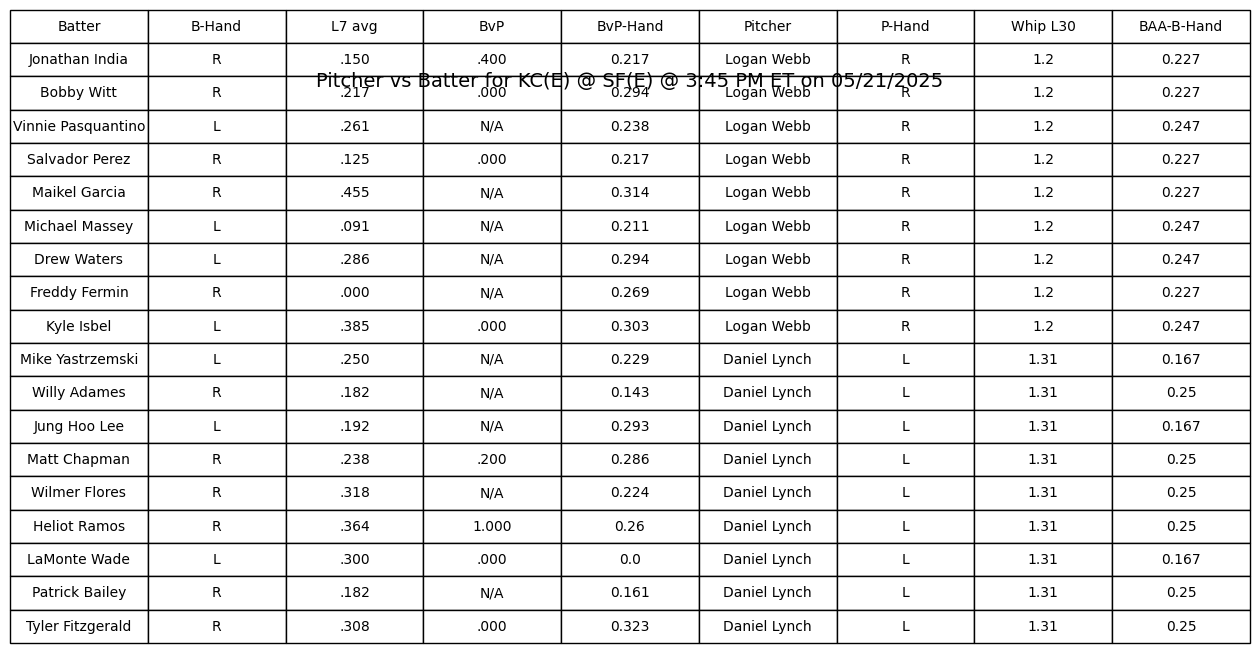 Batter B-Hand L7 avg BvP BvP-Hand Pitcher P-Hand Whip L30 BAA-B-Hand
Jonathan India R .150 .400 0.217 Logan Webb R 1.2 0.227
Pitcher vs Batter for KC(E) @ SF(E) @ 3:45 PM ET on 05/21/2025
Bobby Witt R .217 .000 0.294 Logan Webb R 1.2 0.227
Vinnie Pasquantino L .261 N/A 0.238 Logan Webb R 1.2 0.247
Salvador Perez R .125 .000 0.217 Logan Webb R 1.2 0.227
Maikel Garcia R .455 N/A 0.314 Logan Webb R 1.2 0.227
Michael Massey L .091 N/A 0.211 Logan Webb R 1.2 0.247
Drew Waters L .286 N/A 0.294 Logan Webb R 1.2 0.247
Freddy Fermin R .000 N/A 0.269 Logan Webb R 1.2 0.227
Kyle Isbel L .385 .000 0.303 Logan Webb R 1.2 0.247
Mike Yastrzemski L .250 N/A 0.229 Daniel Lynch L 1.31 0.167
Willy Adames R .182 N/A 0.143 Daniel Lynch L 1.31 0.25
Jung Hoo Lee L .192 N/A 0.293 Daniel Lynch L 1.31 0.167
Matt Chapman R .238 .200 0.286 Daniel Lynch L 1.31 0.25
Wilmer Flores R .318 N/A 0.224 Daniel Lynch L 1.31 0.25
Heliot Ramos R .364 1.000 0.26 Daniel Lynch L 1.31 0.25
LaMonte Wade L .300 .000 0.0 Daniel Lynch L 1.31 0.167
Patrick Bailey R .182 N/A 0.161 Daniel Lynch L 1.31 0.25
Tyler Fitzgerald R .308 .000 0.323 Daniel Lynch L 1.31 0.25